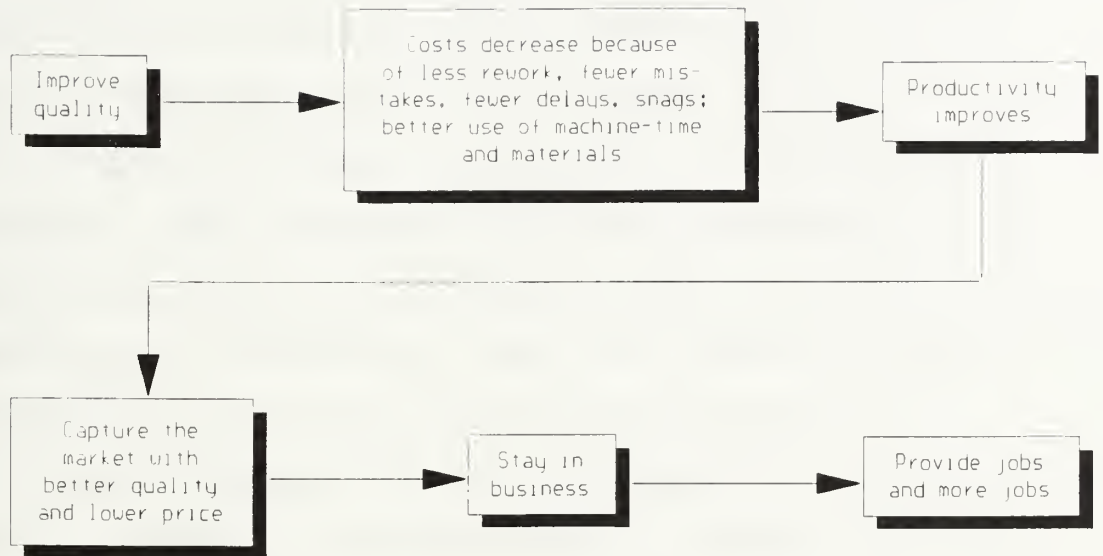 Improve
quality
Costs decrease because
of less rework, fewer mis-
takes, fewer delays, snags;
better use of machine-time
and materials
Productivity
improves
Capture the
market with
better quality
and lower price
Stay in
business
Provide jobs
and more jobs